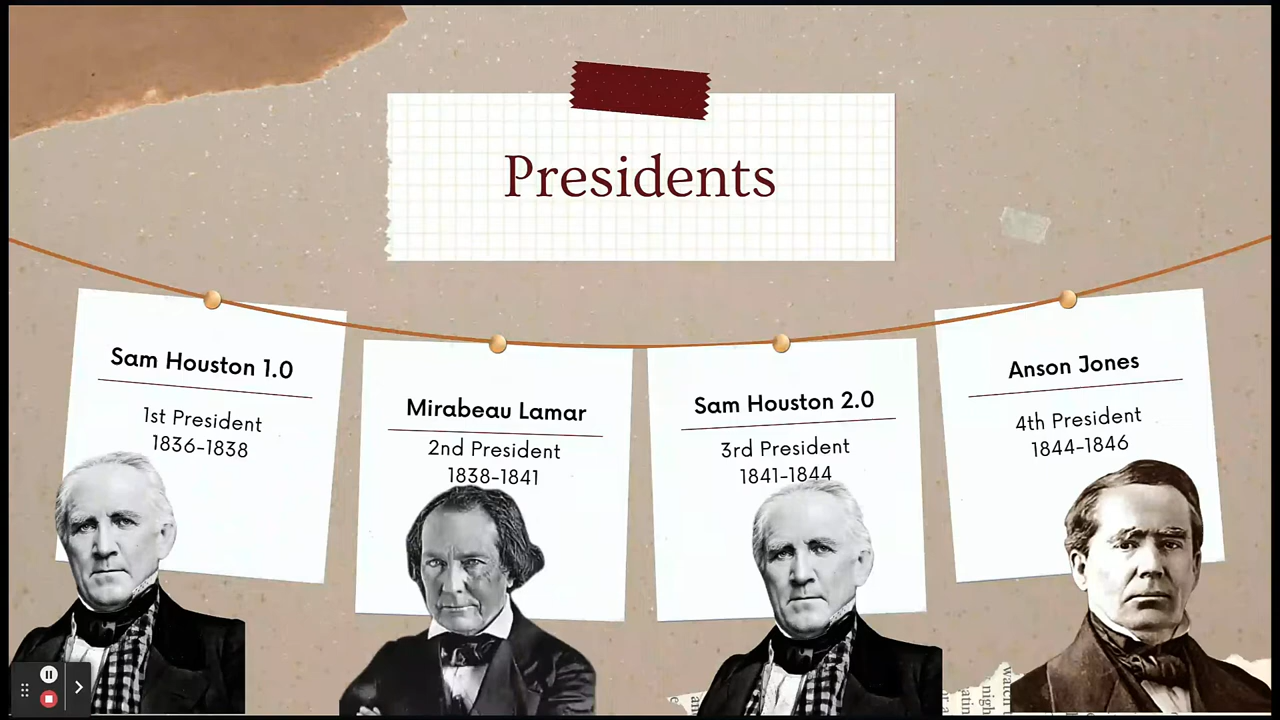 Presidents
Sam Houston 1.0
1st President
1836-1838
Mirabeau Lamar
2nd President
1838-1841
Sam Houston 2.0
3rd President
1841-1844
Anson Jones
4th President
1844-1846